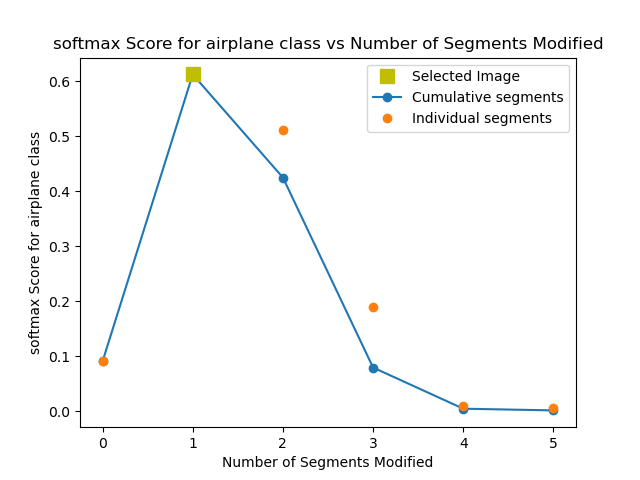 softmax Score for airplane class vs Number of Segments Modified
Selected Image
Cumulative segments
Individual segments
softmax Score for airplane class
0.6
0.5
0.4
0.3
0.2
0.1
0.0
0 1 2 3 4 5
Number of Segments Modified